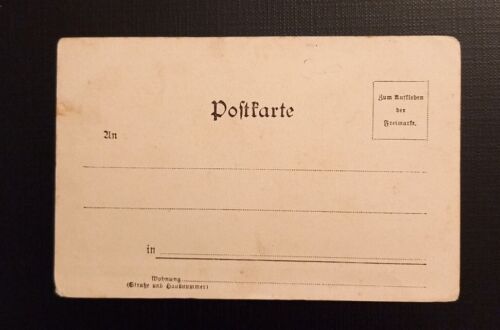 Postkarte
Zum Aufkleben
der
Freimarke.
An
in
Wohnung
(Straße und Hausnummer)